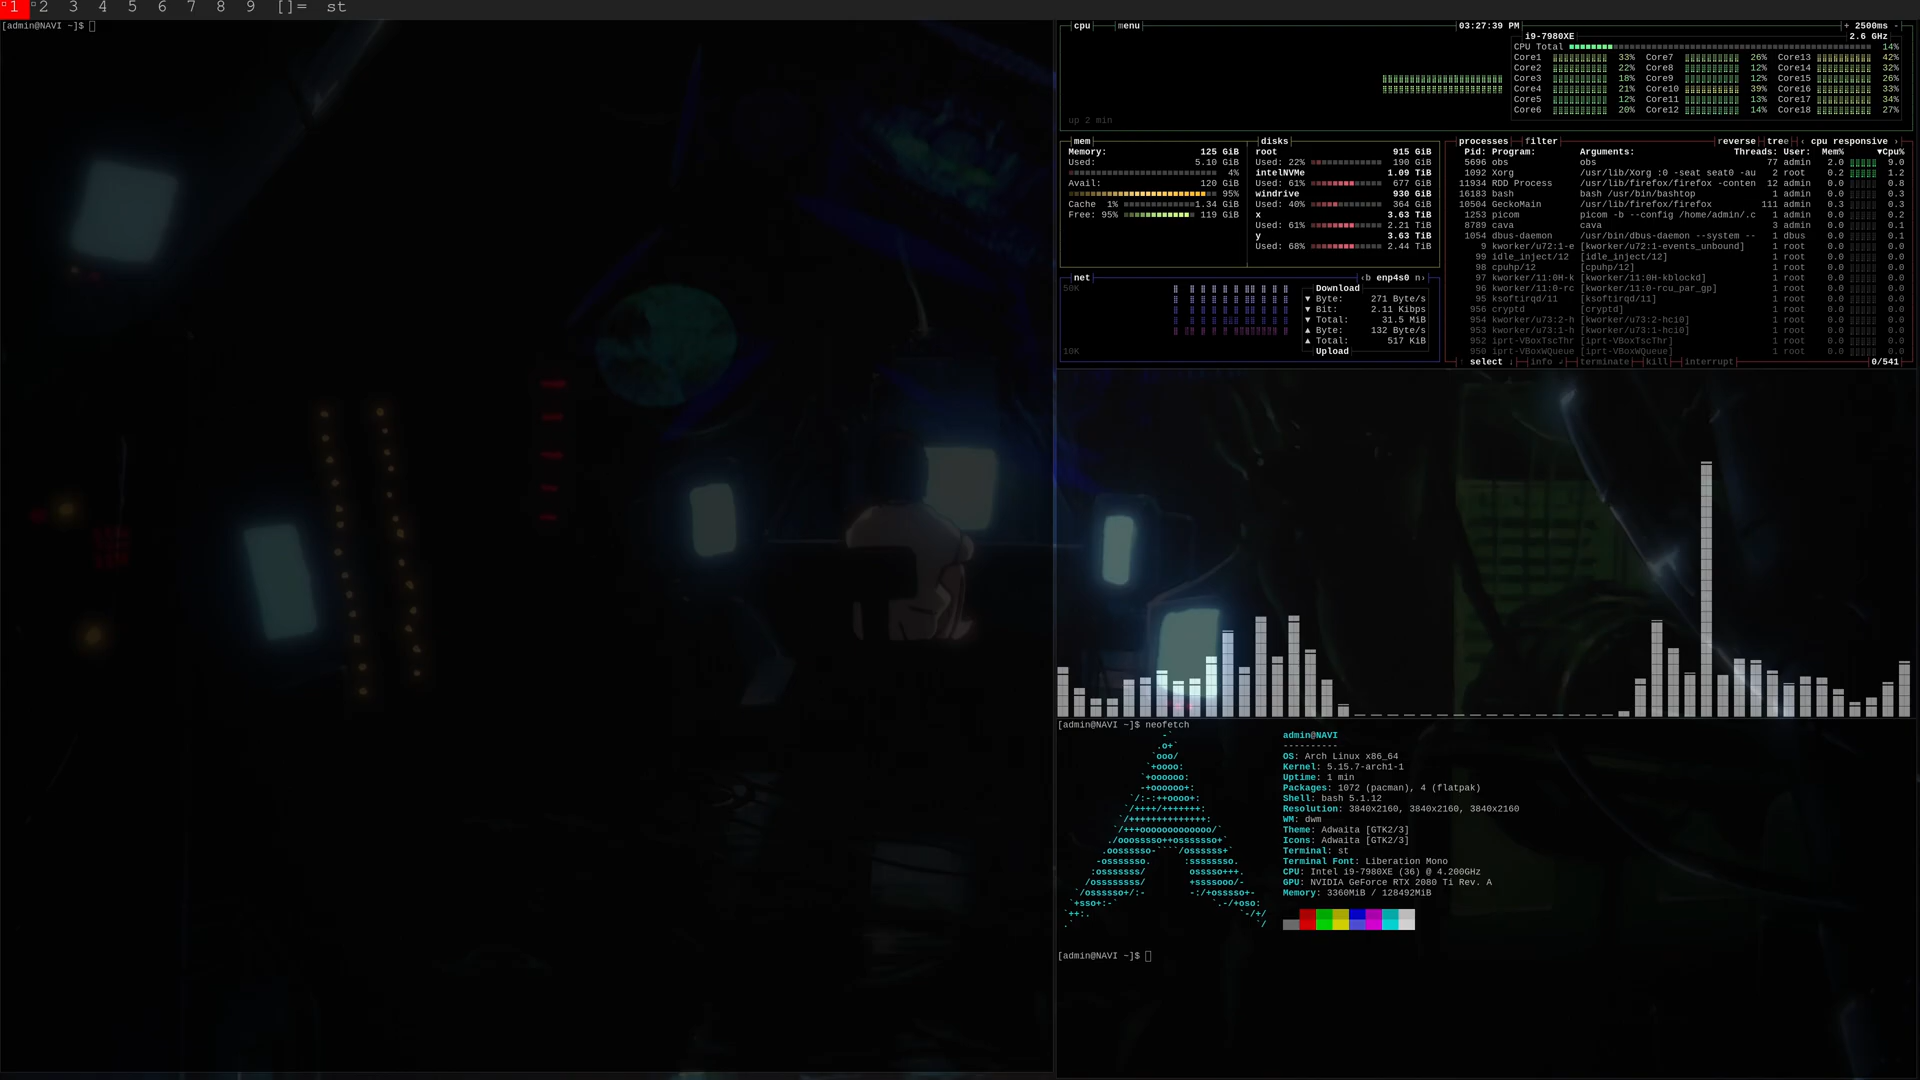 1 2 3 4 5 6 7 8 9 []= st
[admin@NAVI ~]$
cpu menu 03:27:39 PM + 2500ms -
i9-7980XE 2.6 GHz
CPU Total 14%
Core1 33% Core7 26% Core13 42%
Core2 22% Core8 12% Core14 32%
Core3 18% Core9 12% Core15 26%
Core4 21% Core10 39% Core16 33%
Core5 12% Core11 13% Core17 34%
Core6 20% Core12 14% Core18 27%
up 2 min
mem
Memory: 125 GiB
Used: 5.10 GiB
4%
Avail: 120 GiB
95%
Cache 1% 1.34 GiB
Free: 95% 119 GiB
disks
root 915 GiB
Used: 22% 190 GiB
intelNVMe 1.09 TiB
Used: 61% 677 GiB
windrive 930 GiB
Used: 40% 364 GiB
x 3.63 TiB
Used: 61% 2.21 TiB
y 3.63 TiB
Used: 68% 2.44 TiB
net ‹b enp4s0 n›
50K
10K
Download
▼ Byte: 271 Byte/s
▼ Bit: 2.11 Kibps
▼ Total: 31.5 MiB
▲ Byte: 132 Byte/s
▲ Total: 517 KiB
Upload
processes filter reverse tree ‹ cpu responsive ›
Pid: Program: Arguments: Threads: User: Mem% ▼Cpu%
5696 obs obs 77 admin 2.0 9.0
1092 Xorg /usr/lib/Xorg :0 -seat seat0 -au 2 root 0.2 1.2
11934 RDD Process /usr/lib/firefox/firefox -conten 12 admin 0.0 0.8
16183 bash bash /usr/bin/bashtop 1 admin 0.0 0.3
10504 GeckoMain /usr/lib/firefox/firefox 111 admin 0.3 0.3
1253 picom picom -b --config /home/admin/.c 1 admin 0.0 0.2
8789 cava cava 3 admin 0.0 0.1
1054 dbus-daemon /usr/bin/dbus-daemon --system -- 1 dbus 0.0 0.1
9 kworker/u72:1-e [kworker/u72:1-events_unbound] 1 root 0.0 0.0
99 idle_inject/12 [idle_inject/12] 1 root 0.0 0.0
98 cpuhp/12 [cpuhp/12] 1 root 0.0 0.0
97 kworker/11:0H-k [kworker/11:0H-kblockd] 1 root 0.0 0.0
96 kworker/11:0-rc [kworker/11:0-rcu_par_gp] 1 root 0.0 0.0
95 ksoftirqd/11 [ksoftirqd/11] 1 root 0.0 0.0
956 cryptd [cryptd] 1 root 0.0 0.0
954 kworker/u73:2-h [kworker/u73:2-hci0] 1 root 0.0 0.0
953 kworker/u73:1-h [kworker/u73:1-hci0] 1 root 0.0 0.0
952 iprt-VBoxTscThr [iprt-VBoxTscThr] 1 root 0.0 0.0
950 iprt-VBoxWQueue [iprt-VBoxWQueue] 1 root 0.0 0.0
↑ select ↓ info ↲ terminate kill interrupt 0/541
[admin@NAVI ~]$ neofetch
-`
.o+`
`ooo/
`+oooo:
`+oooooo:
-+oooooo+:
`/:-:++oooo+:
`/++++/+++++++:
`/++++++++++++++:
`/+++ooooooooooooo/`
./ooosssso++osssssso+`
.oossssso-````/ossssss+`
-osssssso. :ssssssso.
:osssssss/ osssso+++.
/ossssssss/ +ssssooo/-
`/ossssso+/:- -:/+osssso+-
`+sso+:-` `.-/+oso:
`++:. `-/+/
.` `/
admin@NAVI
----------
OS: Arch Linux x86_64
Kernel: 5.15.7-arch1-1
Uptime: 1 min
Packages: 1072 (pacman), 4 (flatpak)
Shell: bash 5.1.12
Resolution: 3840x2160, 3840x2160, 3840x2160
WM: dwm
Theme: Adwaita [GTK2/3]
Icons: Adwaita [GTK2/3]
Terminal: st
Terminal Font: Liberation Mono
CPU: Intel i9-7980XE (36) @ 4.200GHz
GPU: NVIDIA GeForce RTX 2080 Ti Rev. A
Memory: 3360MiB / 128492MiB
[admin@NAVI ~]$